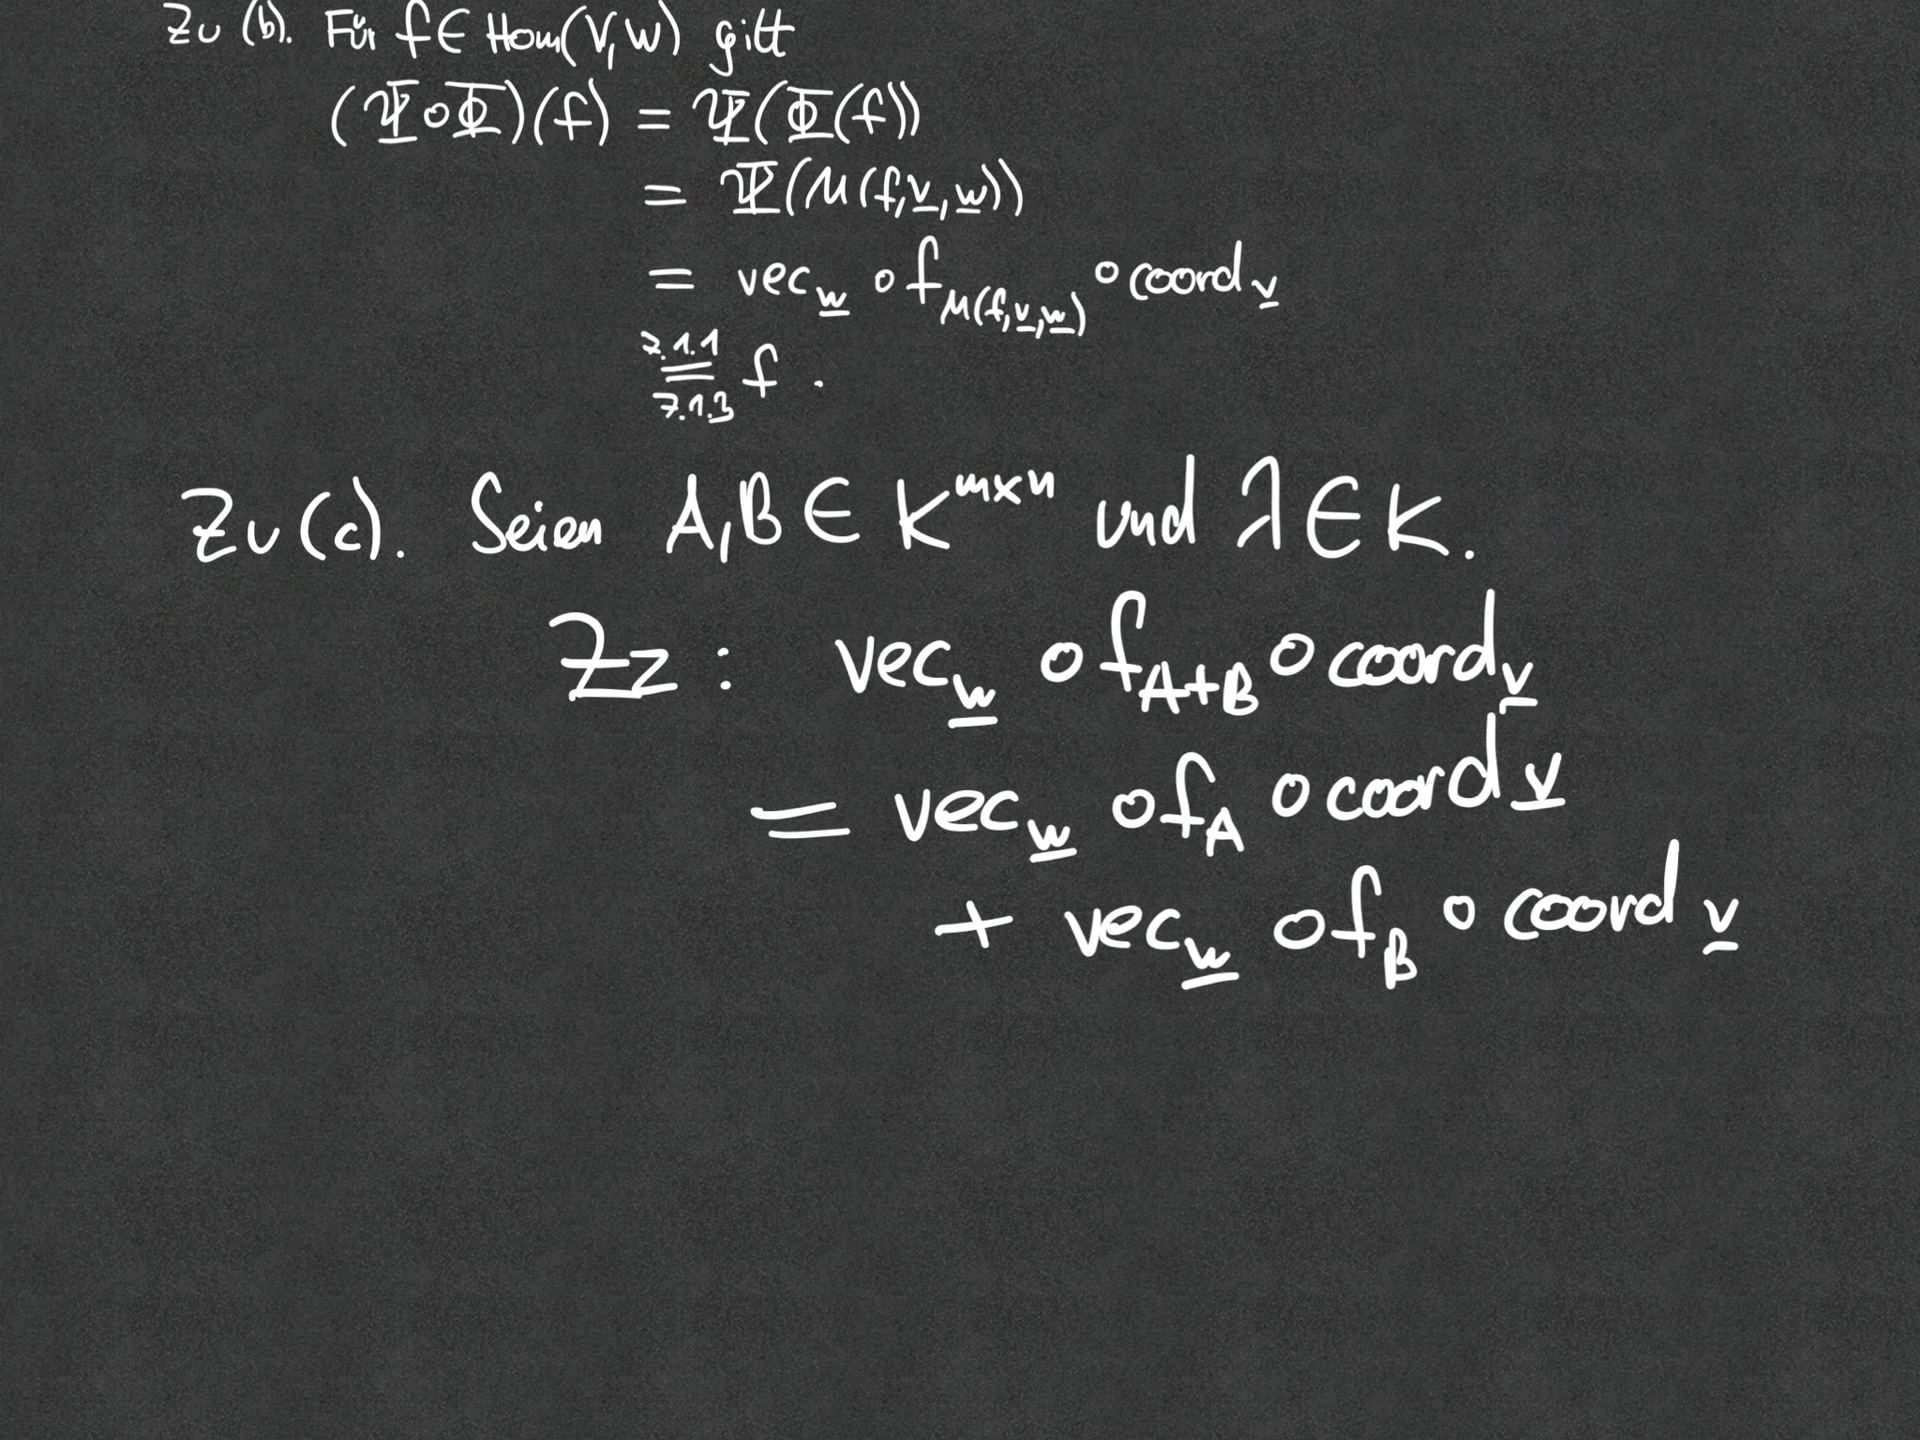 Zu (b). Für f ∈ Hom(V,W) gilt
(Ψ∘Φ)(f) = Ψ(Φ(f))
= Ψ(M(f,v,w))
= vec_w ∘ f_M(f,v,w) ∘ coord_v
7.1.1
= f .
7.1.3
Zu (c). Seien A,B ∈ K^m×n und λ ∈ K.
Zz : vec_w ∘ f_A+B ∘ coord_v
= vec_w ∘ f_A ∘ coord_v
+ vec_w ∘ f_B ∘ coord_v